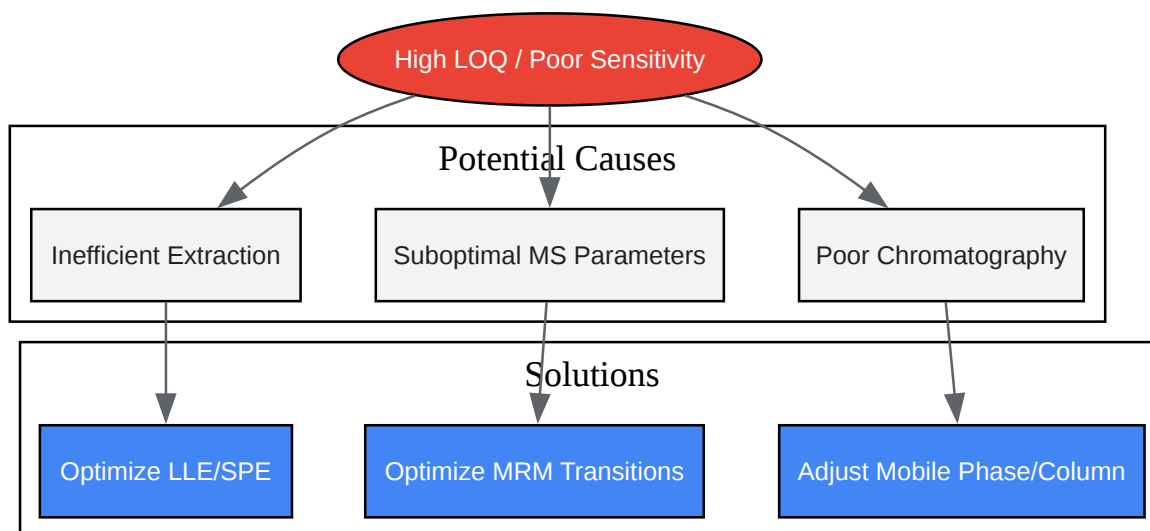 High LOQ / Poor Sensitivity
Potential Causes
Inefficient Extraction
Suboptimal MS Parameters
Poor Chromatography
Solutions
Optimize LLE/SPE
Optimize MRM Transitions
Adjust Mobile Phase/Column